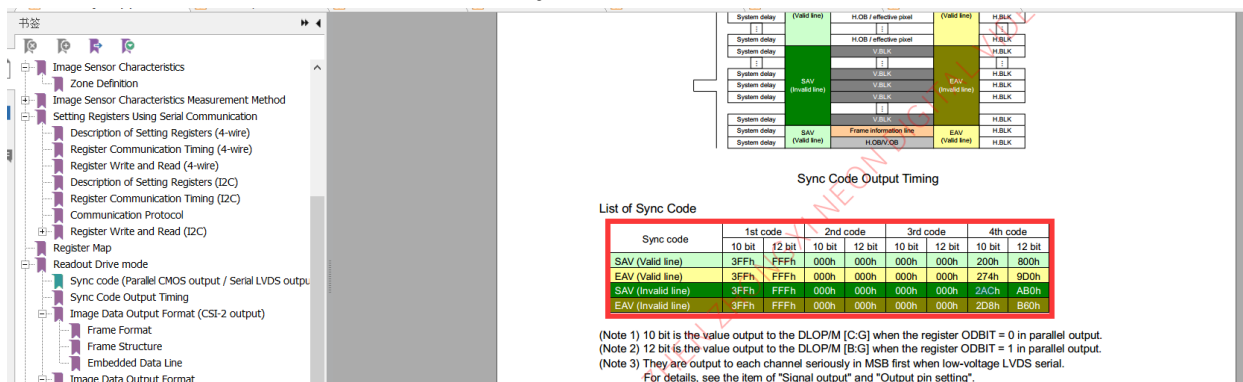 书签
Image Sensor Characteristics
Zone Definition
Image Sensor Characteristics Measurement Method
Setting Registers Using Serial Communication
Description of Setting Registers (4-wire)
Register Communication Timing (4-wire)
Register Write and Read (4-wire)
Description of Setting Registers (I2C)
Register Communication Timing (I2C)
Communication Protocol
Register Write and Read (I2C)
Register Map
Readout Drive mode
Sync code (Parallel CMOS output / Serial LVDS outpu
Sync Code Output Timing
Image Data Output Format (CSI-2 output)
Frame Format
Frame Structure
Embedded Data Line
Image Data Output Format
System delay (Valid line) H.OB / effective pixel (Valid line) H.BLK
System delay H.BLK
System delay H.OB / effective pixel H.BLK
System delay V.BLK H.BLK
System delay V.BLK H.BLK
System delay SAV (Invalid line) V.BLK EAV (Invalid line) H.BLK
System delay V.BLK H.BLK
System delay V.BLK H.BLK
System delay SAV (Valid line) Frame information line EAV (Valid line) H.BLK
System delay H.OB/V.OB H.BLK
Sync Code Output Timing
List of Sync Code
Sync code 1st code 2nd code 3rd code 4th code
10 bit 12 bit 10 bit 12 bit 10 bit 12 bit 10 bit 12 bit
SAV (Valid line) 3FFh FFFh 000h 000h 000h 000h 200h 800h
EAV (Valid line) 3FFh FFFh 000h 000h 000h 000h 274h 9D0h
SAV (Invalid line) 3FFh FFFh 000h 000h 000h 000h 2ACh AB0h
EAV (Invalid line) 3FFh FFFh 000h 000h 000h 000h 2D8h B60h
(Note 1) 10 bit is the value output to the DLOP/M [C:G] when the register ODBIT = 0 in parallel output.
(Note 2) 12 bit is the value output to the DLOP/M [B:G] when the register ODBIT = 1 in parallel output.
(Note 3) They are output to each channel seriously in MSB first when low-voltage LVDS serial.
For details, see the item of "Signal output" and "Output pin setting".